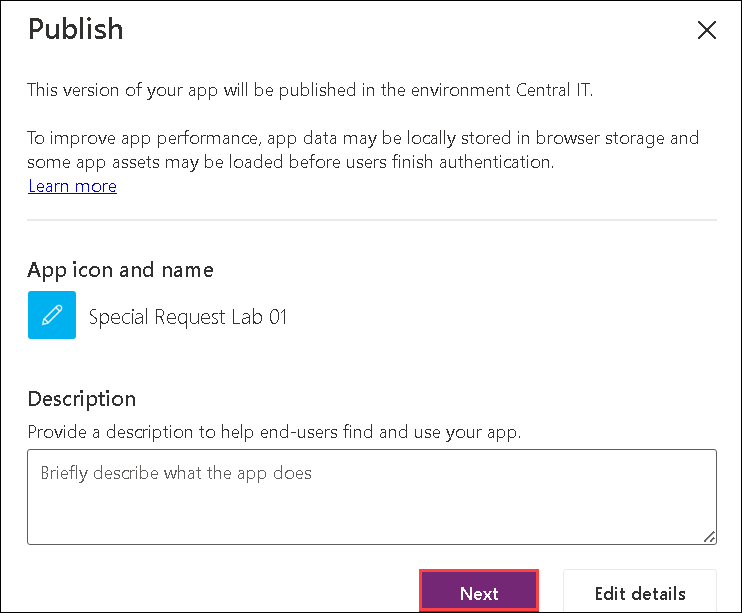 Publish
This version of your app will be published in the environment Central IT.
To improve app performance, app data may be locally stored in browser storage and
some app assets may be loaded before users finish authentication.
Learn more
App icon and name
Special Request Lab 01
Description
Provide a description to help end-users find and use your app.
Briefly describe what the app does
Next
Edit details